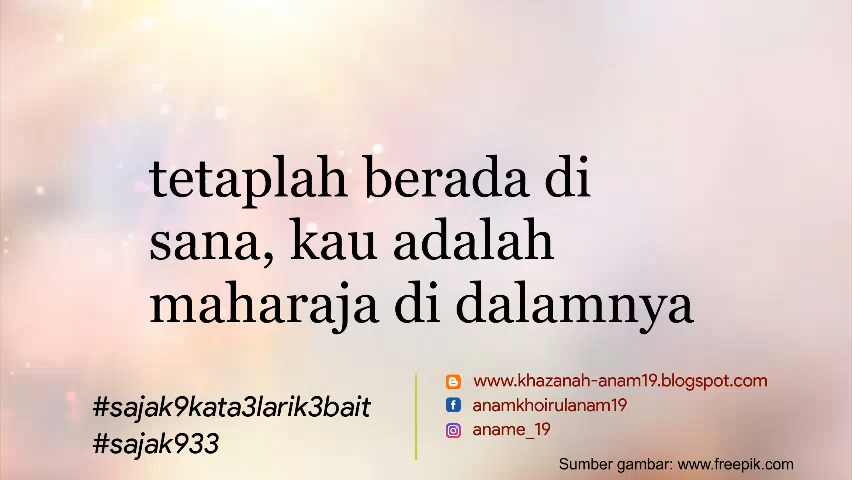 tetaplah berada di
sana, kau adalah
maharaja di dalamnya
#sajak9kata3larik3bait
#sajak933
www.khazanah-anam19.blogspot.com
anamkhoirulanam19
aname_19
Sumber gambar: www.freepik.com